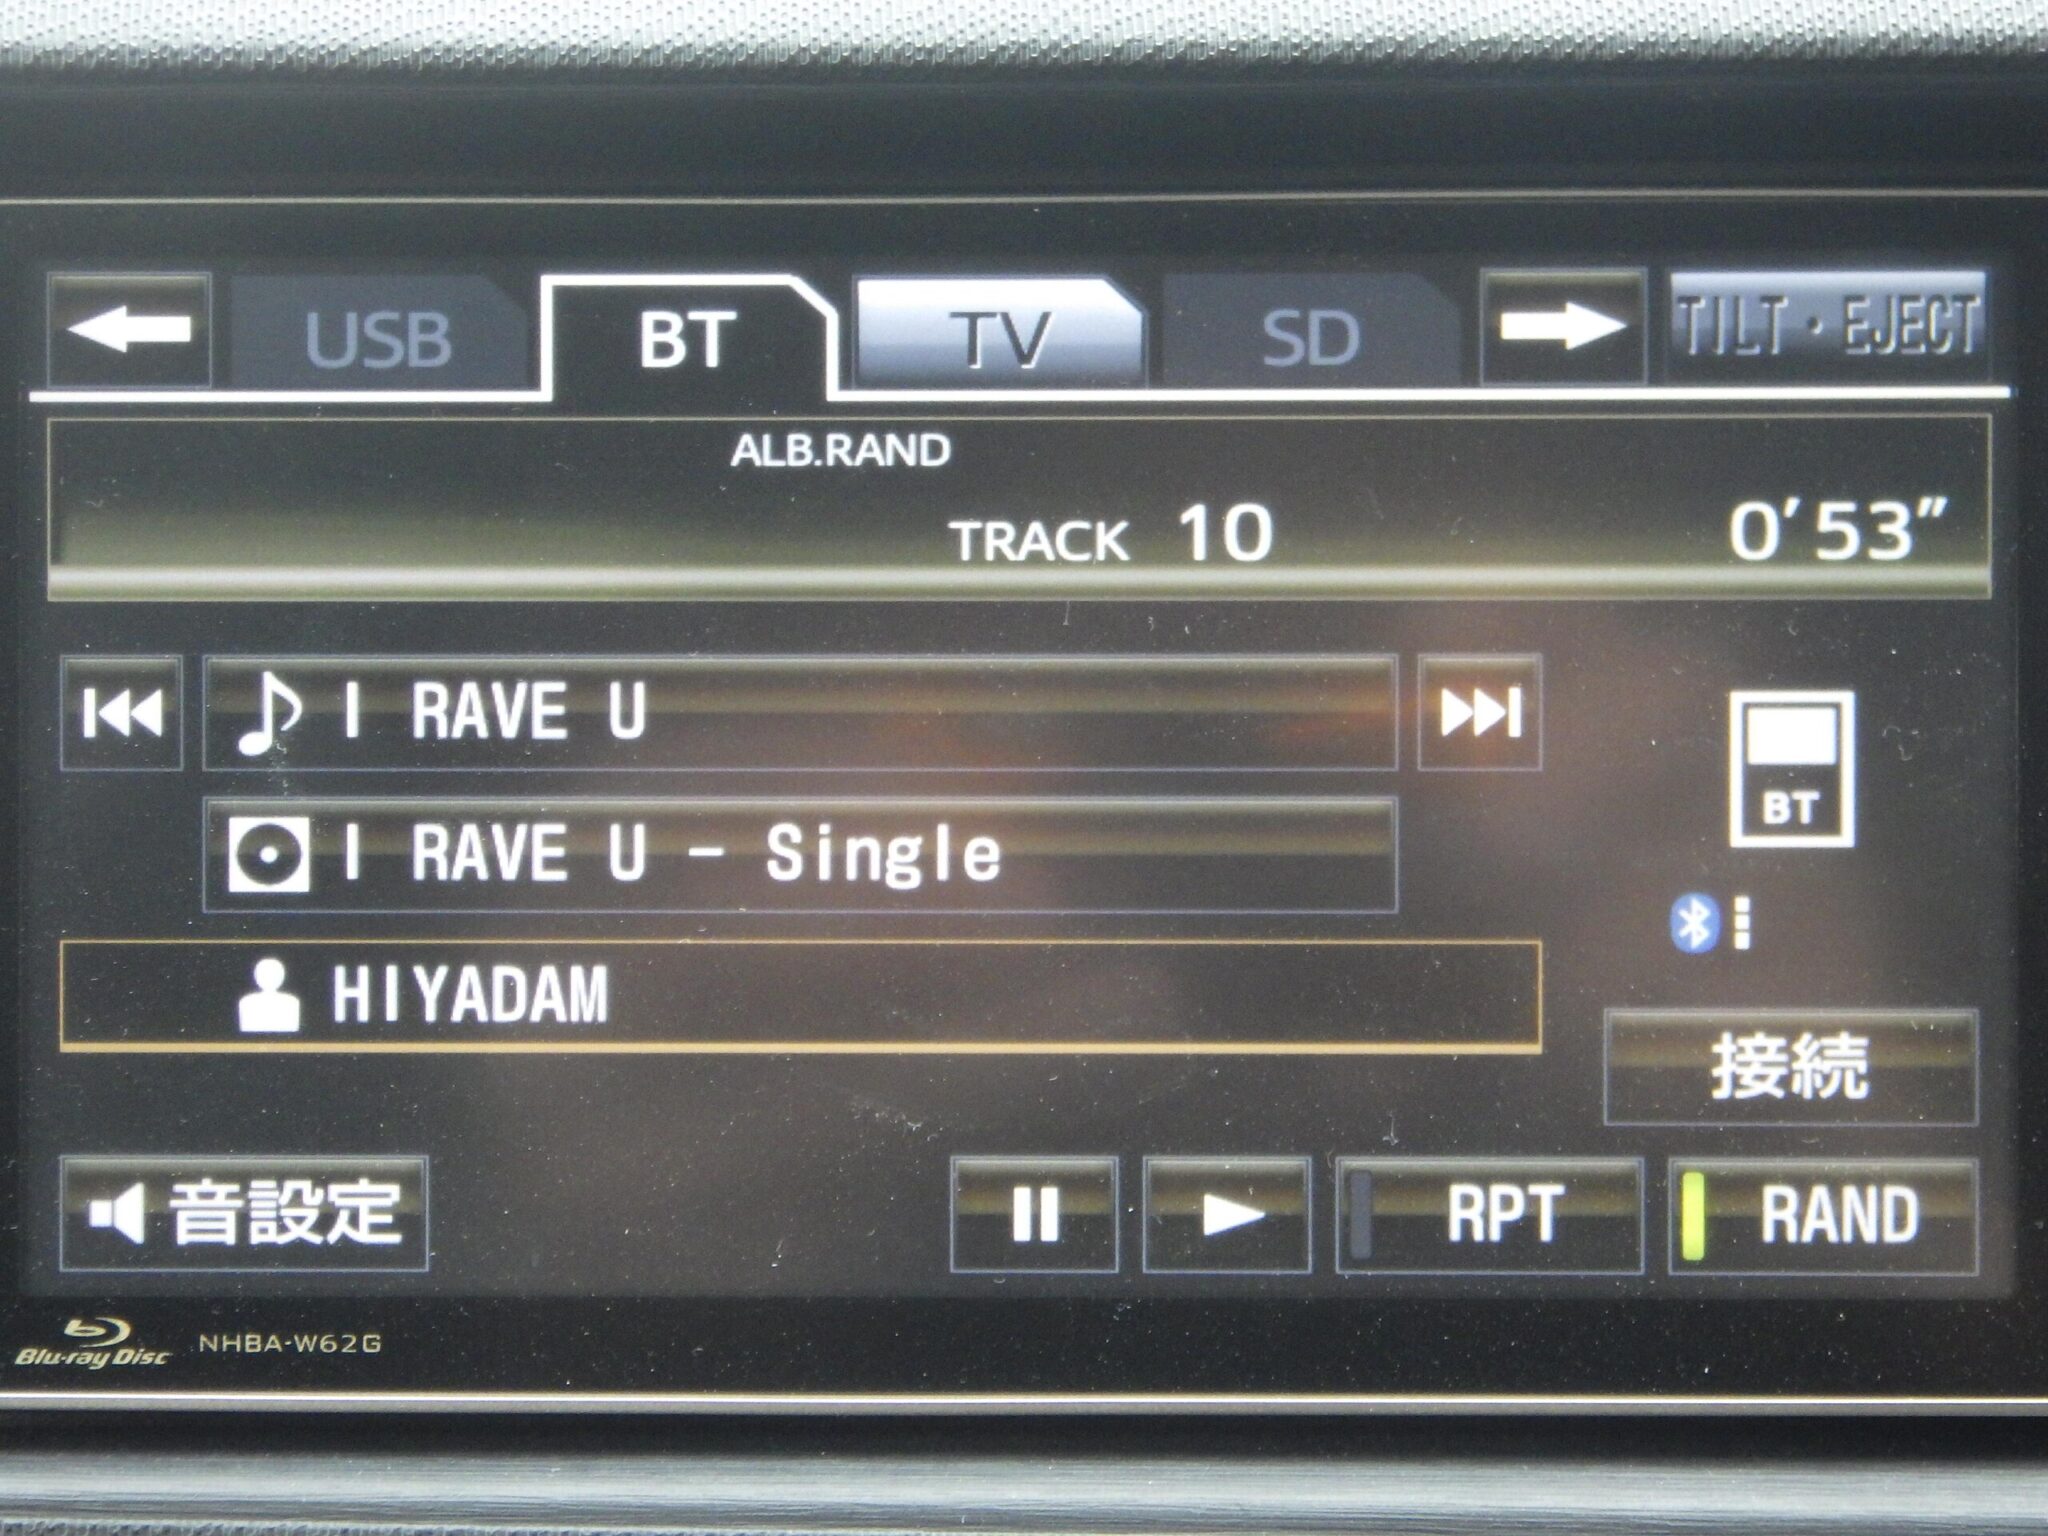 USB BT TV SD TILT・EJECT
ALB.RAND
TRACK 10 0'53"
I RAVE U
I RAVE U - Single
BT
HIYADAM
接続
音設定 RPT RAND
Blu-ray Disc NHBA-W62G